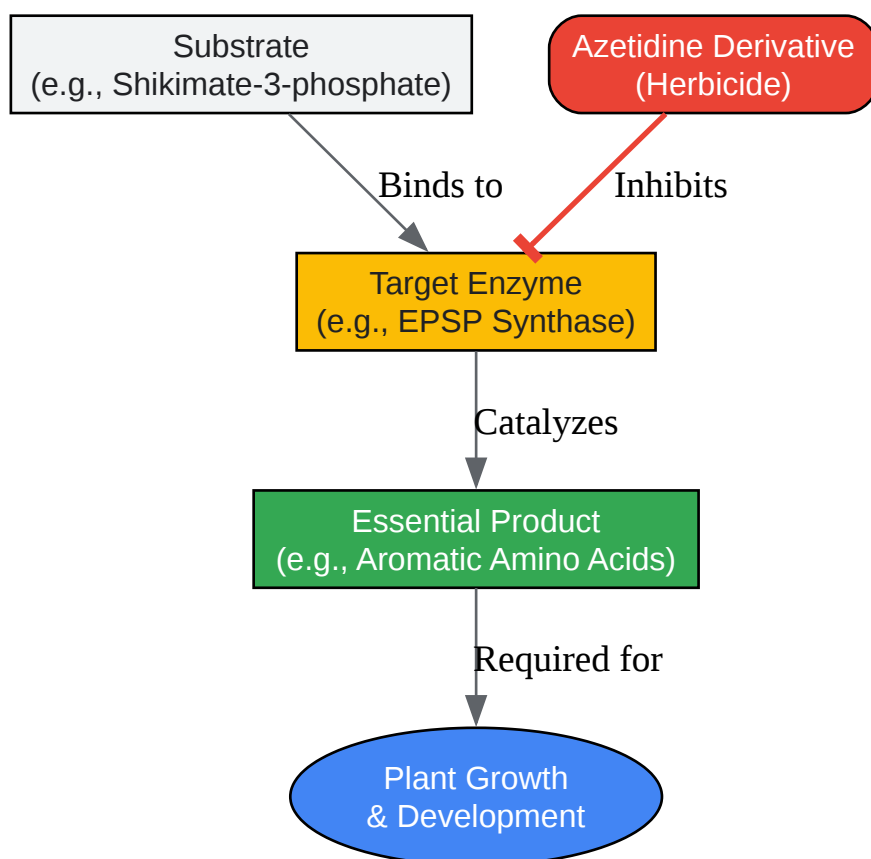 Substrate
(e.g., Shikimate-3-phosphate)
Azetidine Derivative
(Herbicide)
Binds to
Inhibits
Target Enzyme
(e.g., EPSP Synthase)
Catalyzes
Essential Product
(e.g., Aromatic Amino Acids)
Required for
Plant Growth
& Development